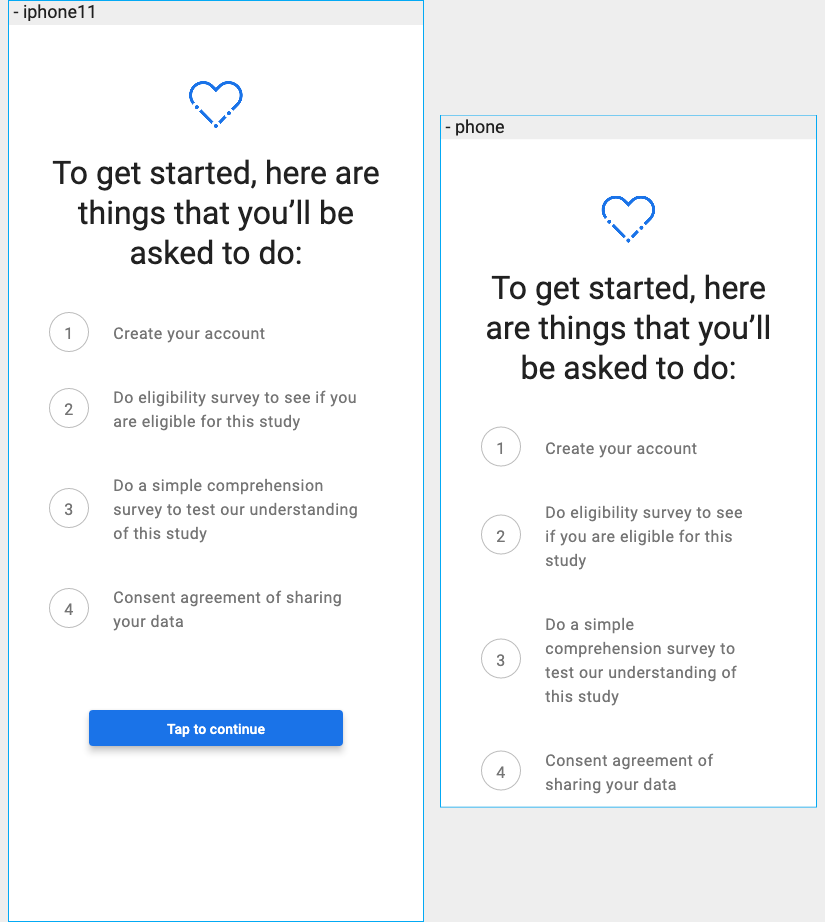 - iphone11
To get started, here are
things that you’ll be
asked to do:
1
Create your account
2
Do eligibility survey to see if you
are eligible for this study
3
Do a simple comprehension
survey to test our understanding
of this study
4
Consent agreement of sharing
your data
Tap to continue
- phone
To get started, here
are things that you’ll
be asked to do:
1
Create your account
2
Do eligibility survey to see
if you are eligible for this
study
3
Do a simple
comprehension survey to
test our understanding of
this study
4
Consent agreement of
sharing your data